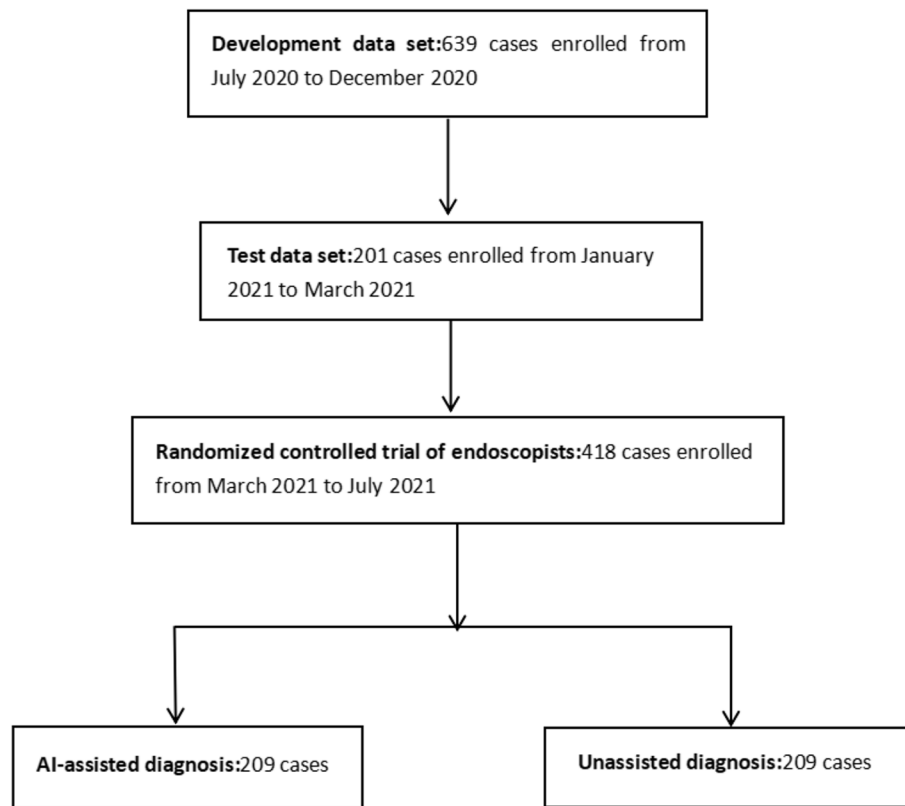 Development data set:639 cases enrolled from
July 2020 to December 2020
Test data set:201 cases enrolled from January
2021 to March 2021
Randomized controlled trial of endoscopists:418 cases enrolled
from March 2021 to July 2021
AI-assisted diagnosis:209 cases
Unassisted diagnosis:209 cases